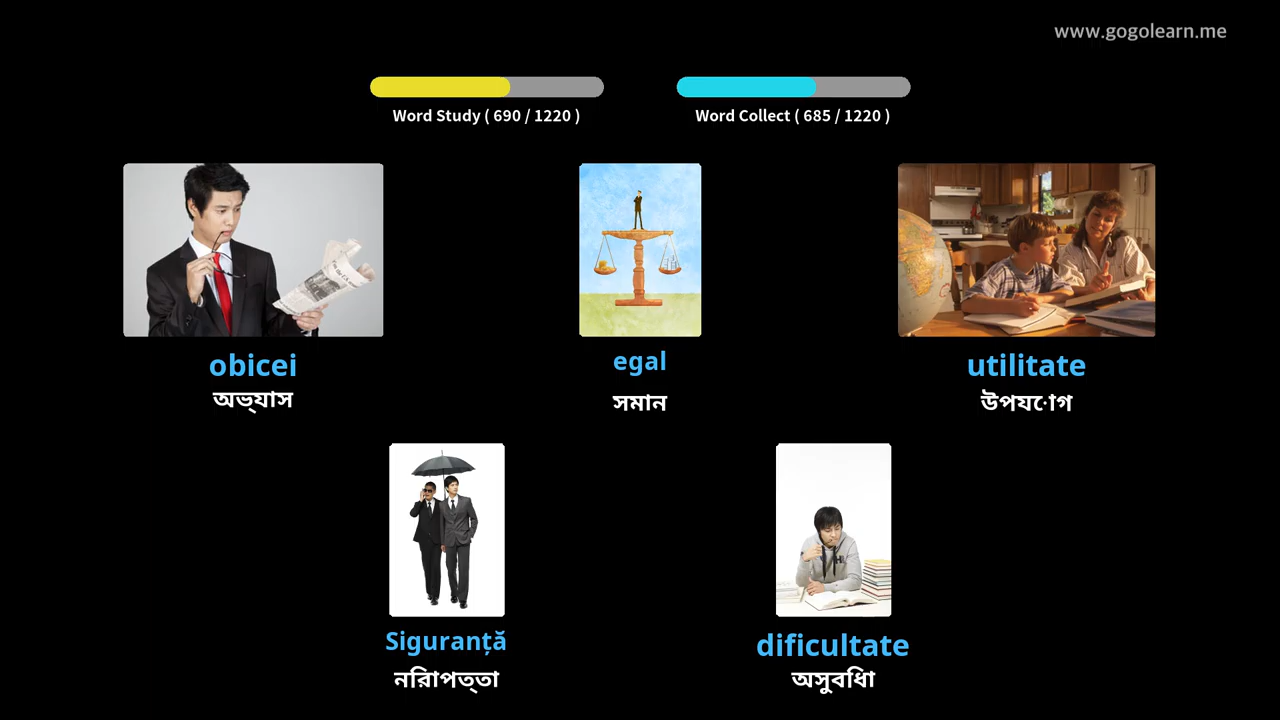 www.gogolearn.me
Word Study ( 690 / 1220 )
Word Collect ( 685 / 1220 )
obicei
অভ্যাস
egal
সমান
utilitate
উপযোগ
Siguranță
নিরাপত্তা
dificultate
অসুবিধা